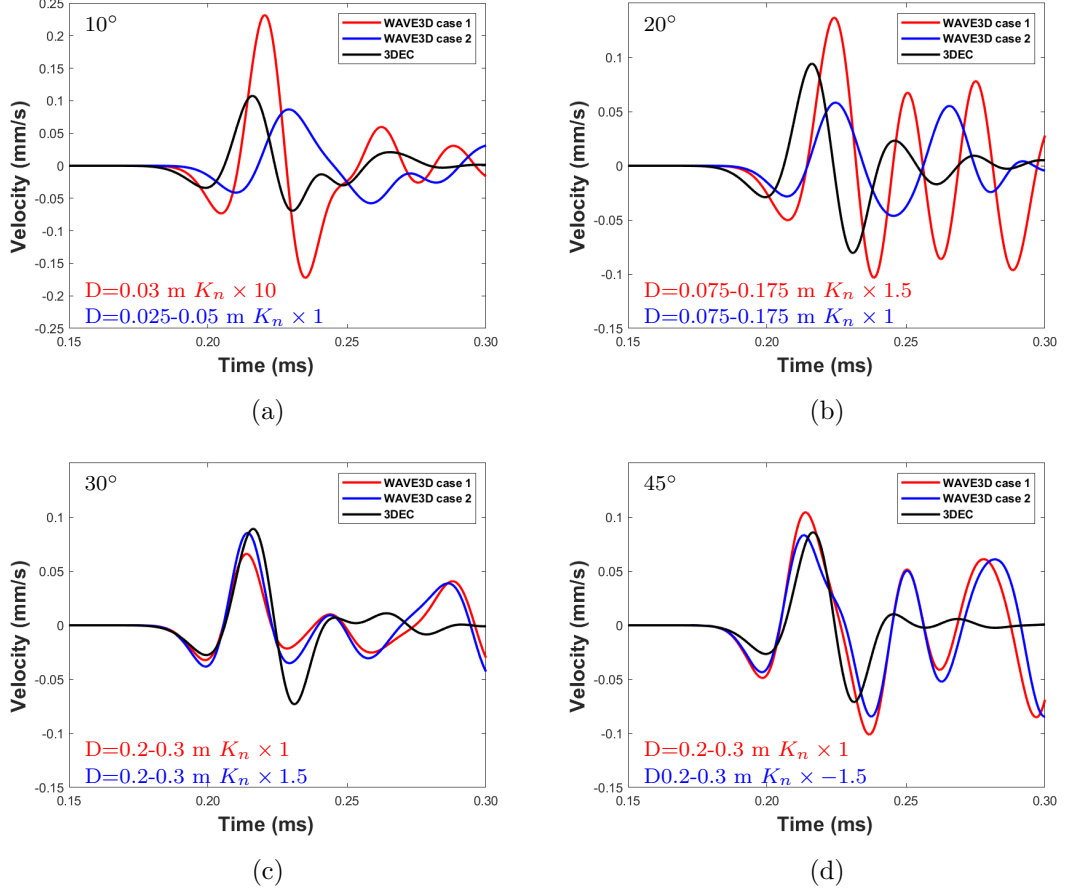 10°
WAVE3D case 1
WAVE3D case 2
3DEC
0.25
0.2
0.15
0.1
0.05
0
-0.05
-0.1
-0.15
-0.2
-0.25
Velocity (mm/s)
D=0.03 m $K_n$ × 10
D=0.025-0.05 m $K_n$ × 1
0.15 0.20 0.25 0.30
Time (ms)
(a)
20°
WAVE3D case 1
WAVE3D case 2
3DEC
0.1
0.05
0
-0.05
-0.1
-0.15
Velocity (mm/s)
D=0.075-0.175 m $K_n$ × 1.5
D=0.075-0.175 m $K_n$ × 1
0.15 0.20 0.25 0.30
Time (ms)
(b)
30°
WAVE3D case 1
WAVE3D case 2
3DEC
0.1
0.05
0
-0.05
-0.1
-0.15
Velocity (mm/s)
D=0.2-0.3 m $K_n$ × 1
D=0.2-0.3 m $K_n$ × 1.5
0.15 0.20 0.25 0.30
Time (ms)
(c)
45°
WAVE3D case 1
WAVE3D case 2
3DEC
0.1
0.05
0
-0.05
-0.1
-0.15
Velocity (mm/s)
D=0.2-0.3 m $K_n$ × 1
D0.2-0.3 m $K_n$ × −1.5
0.15 0.20 0.25 0.30
Time (ms)
(d)